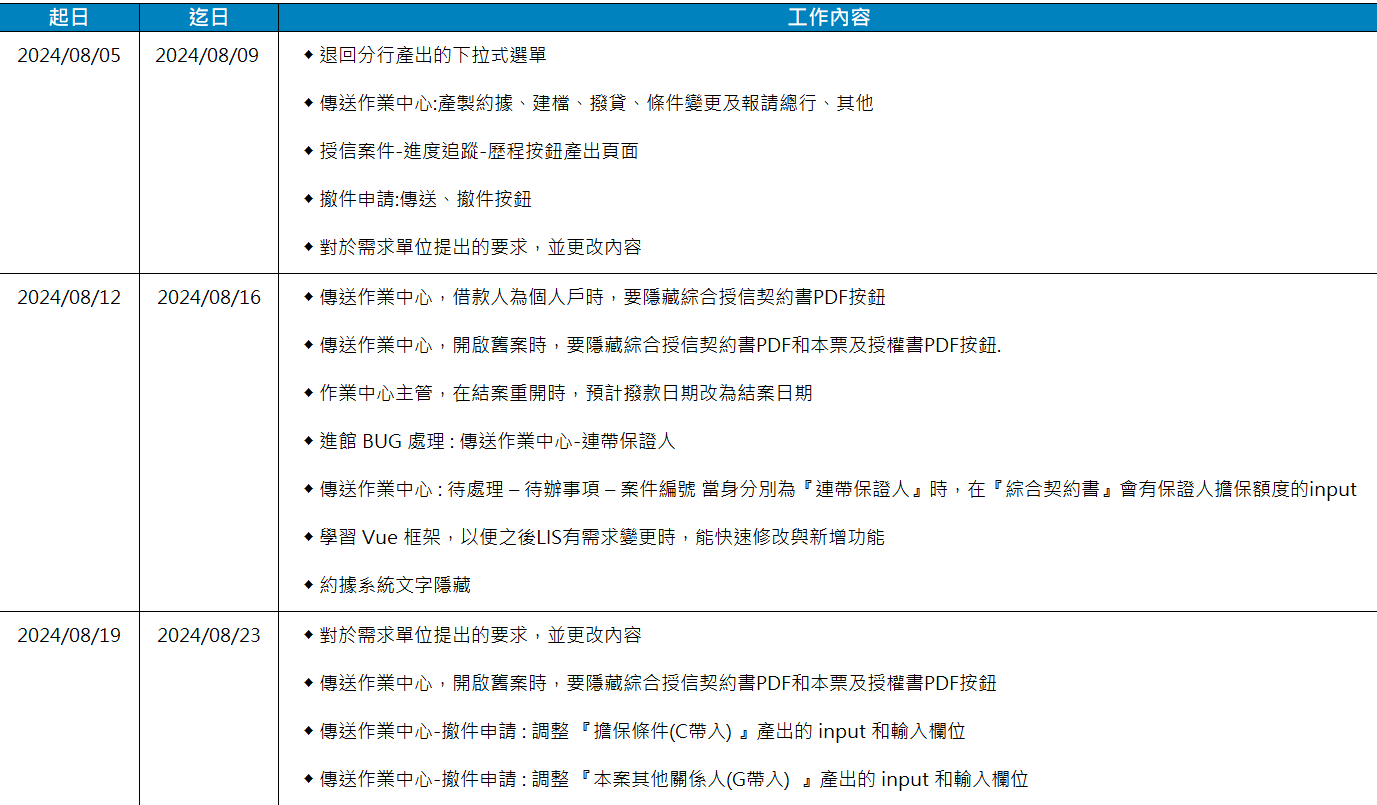 起日 迄日 工作內容
2024/08/05 2024/08/09 ◆ 退回分行產出的下拉式選單
◆ 傳送作業中心:產製約據、建檔、撥貸、條件變更及報請總行、其他
◆ 授信案件-進度追蹤-歷程按鈕產出頁面
◆ 撤件申請:傳送、撤件按鈕
◆ 對於需求單位提出的要求，並更改內容
2024/08/12 2024/08/16 ◆ 傳送作業中心，借款人為個人戶時，要隱藏綜合授信契約書PDF按鈕
◆ 傳送作業中心，開啟舊案時，要隱藏綜合授信契約書PDF和本票及授權書PDF按鈕.
◆ 作業中心主管，在結案重開時，預計撥款日期改為結案日期
◆ 進館 BUG 處理 : 傳送作業中心-連帶保證人
◆ 傳送作業中心 : 待處理 – 待辦事項 – 案件編號 當身分別為『連帶保證人』時，在『綜合契約書』會有保證人擔保額度的input
◆ 學習 Vue 框架，以便之後LIS有需求變更時，能快速修改與新增功能
◆ 約據系統文字隱藏
2024/08/19 2024/08/23 ◆ 對於需求單位提出的要求，並更改內容
◆ 傳送作業中心，開啟舊案時，要隱藏綜合授信契約書PDF和本票及授權書PDF按鈕
◆ 傳送作業中心-撤件申請 : 調整 『擔保條件(C帶入) 』產出的 input 和輸入欄位
◆ 傳送作業中心-撤件申請 : 調整 『本案其他關係人(G帶入) 』產出的 input 和輸入欄位